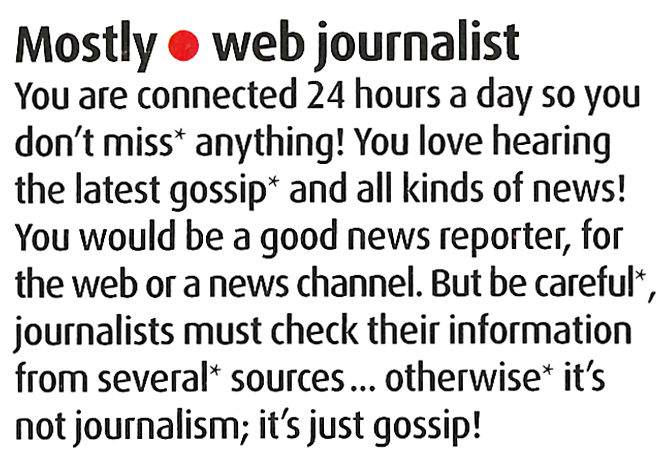 Mostly ● web journalist
You are connected 24 hours a day so you
don't miss* anything! You love hearing
the latest gossip* and all kinds of news!
You would be a good news reporter, for
the web or a news channel. But be careful*,
journalists must check their information
from several* sources... otherwise* it's
not journalism; it's just gossip!